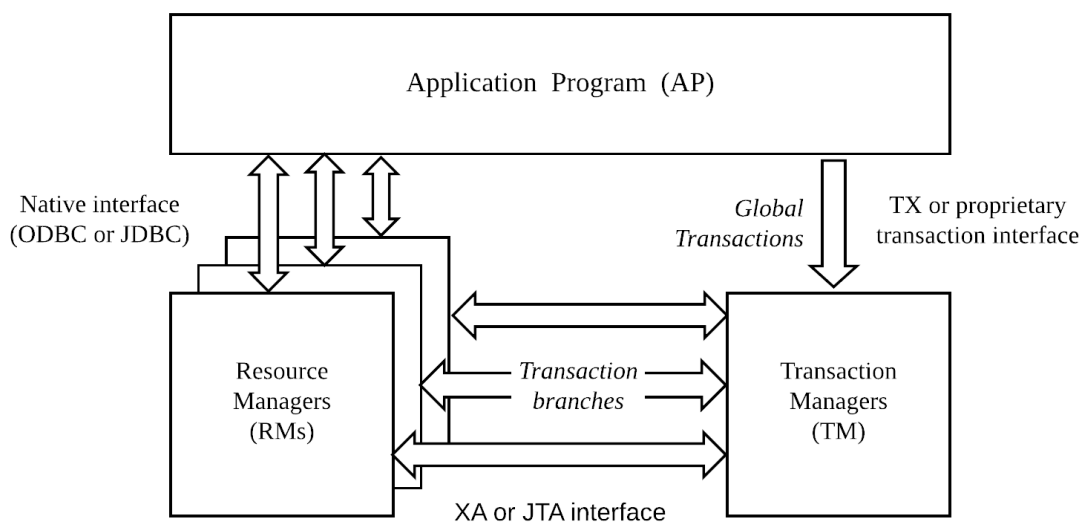 Application Program (AP)
Native interface
(ODBC or JDBC)
Global
Transactions
TX or proprietary
transaction interface
Resource
Managers
(RMs)
Transaction
branches
Transaction
Managers
(TM)
XA or JTA interface